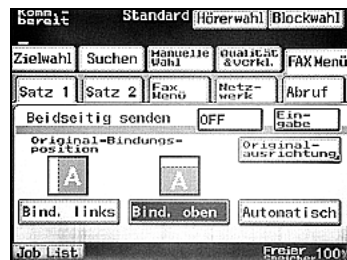 Komm.-
bereit
Standard Hörerwahl Blockwahl
Zielwahl Suchen Manuelle
Wahl Qualität
&Verkl. FAX Menü
Satz 1 Satz 2 Fax
Menü Netz-
werk Abruf
Beidseitig senden OFF Ein-
gabe
Original-Bindungs-
position
Original-
ausrichtung
A A
Bind. links Bind. oben Automatisch
Job List
Freier
Speicher 100%